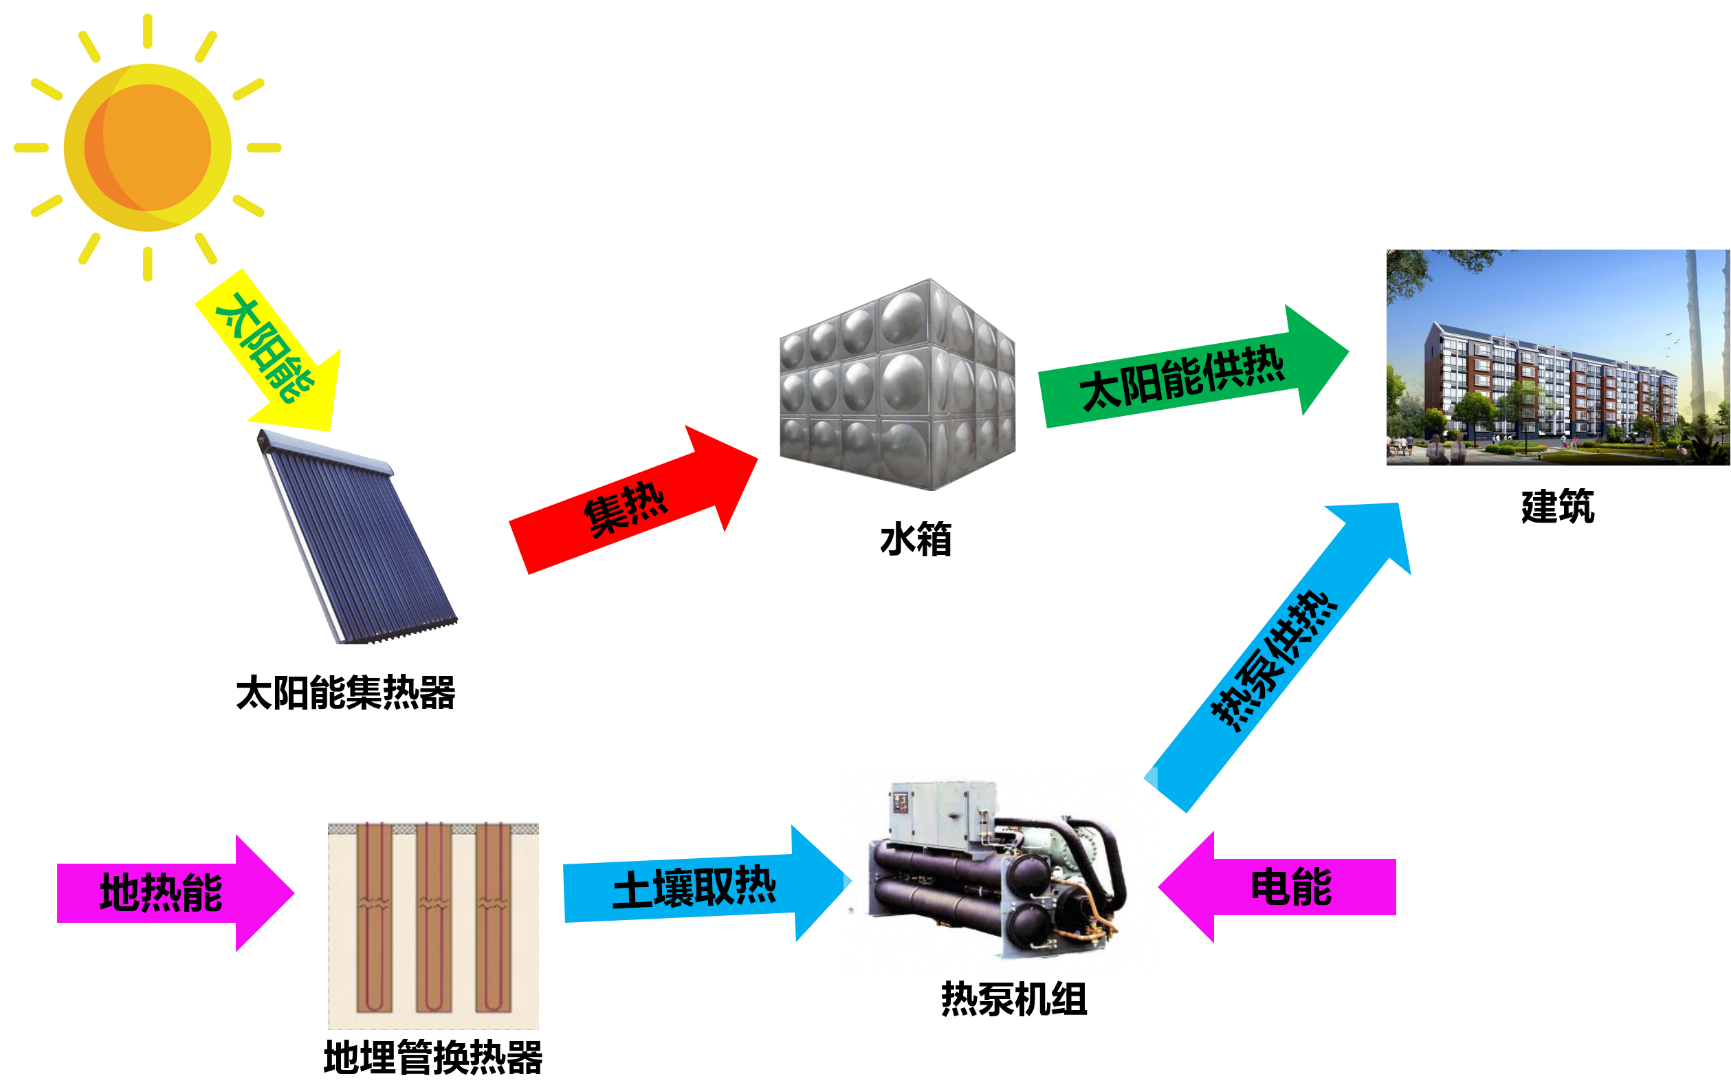 太阳能
太阳能供热
集热
水箱
建筑
热泵供热
太阳能集热器
地热能
土壤取热
电能
热泵机组
地埋管换热器